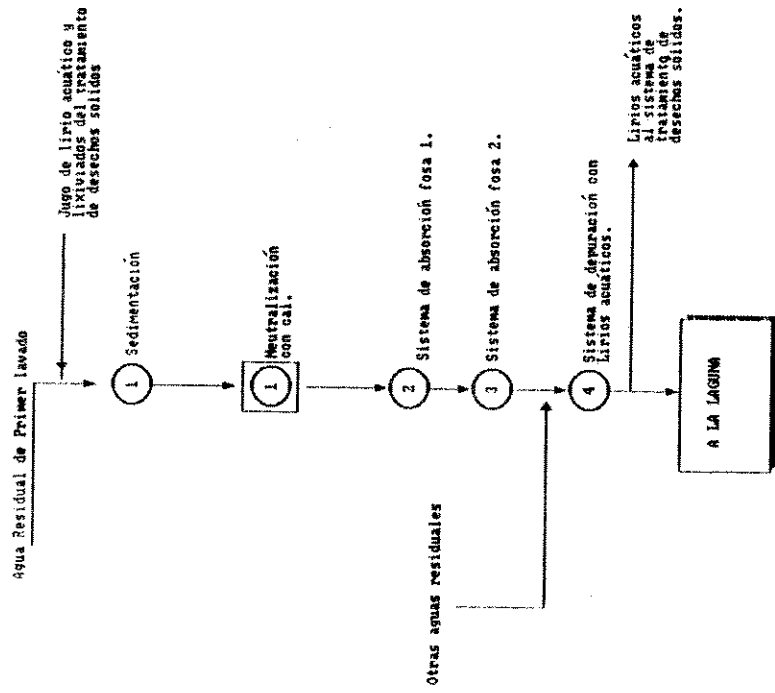 Agua Residual de Primer lavado
Jugo de lirio acuático y
lixiviados del tratamiento
de desechos solidos
1
Sedimentación
1
Neutralización
con cal.
2
Sistema de absorción fosa 1.
3
Sistema de absorción fosa 2.
Otras aguas residuales
4
Sistema de depuración con
Lirios acuáticos.
Lirios acuáticos
al sistema de
tratamiento de
desechos solidos.
A LA LAGUNA